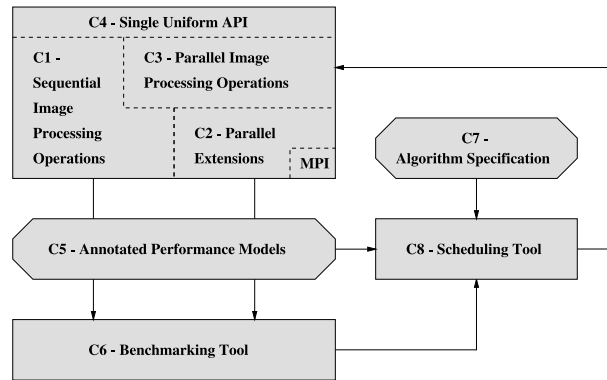 C4 - Single Uniform API
C1 -
Sequential
Image
Processing
Operations
C3 - Parallel Image
Processing Operations
C2 - Parallel
Extensions
MPI
C7 -
Algorithm Specification
C5 - Annotated Performance Models
C8 - Scheduling Tool
C6 - Benchmarking Tool